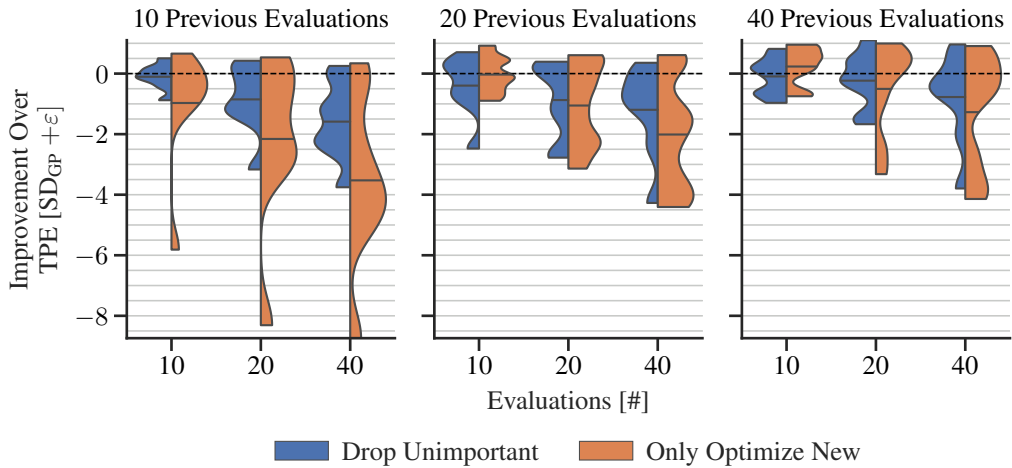 10 Previous Evaluations
20 Previous Evaluations
40 Previous Evaluations
Improvement Over
TPE [SD_GP + ε]
0
−2
−4
−6
−8
10
20
40
10
20
40
10
20
40
Evaluations [#]
Drop Unimportant
Only Optimize New